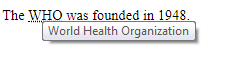 The WHO was founded in 1948.
World Health Organization